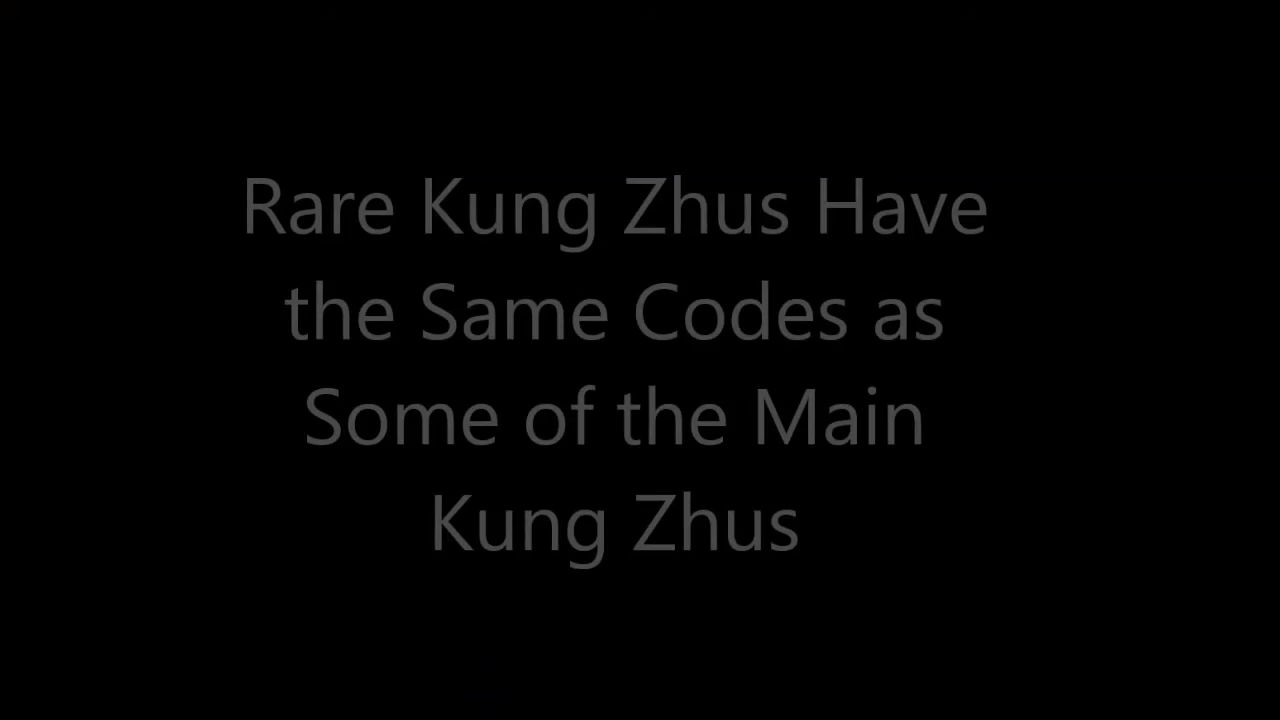 Rare Kung Zhus Have
the Same Codes as
Some of the Main
Kung Zhus